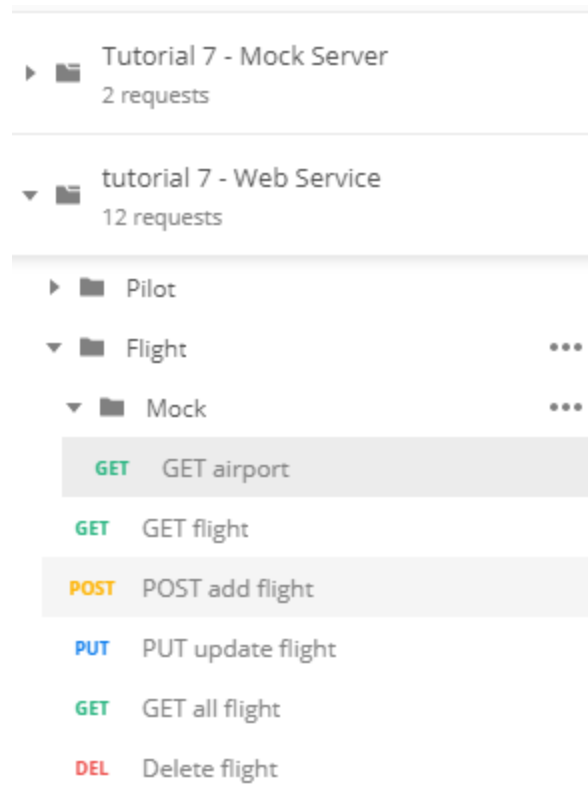 Tutorial 7 - Mock Server
2 requests
tutorial 7 - Web Service
12 requests
Pilot
Flight
Mock
GET GET airport
GET GET flight
POST POST add flight
PUT PUT update flight
GET GET all flight
DEL Delete flight